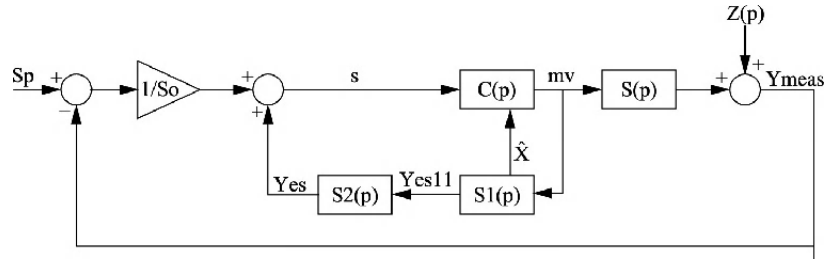 Z(p)
Sp
+
−
1/So
+
+
s
C(p)
mv
S(p)
+
+
Ymeas
X̂
Yes
S2(p)
Yes11
S1(p)